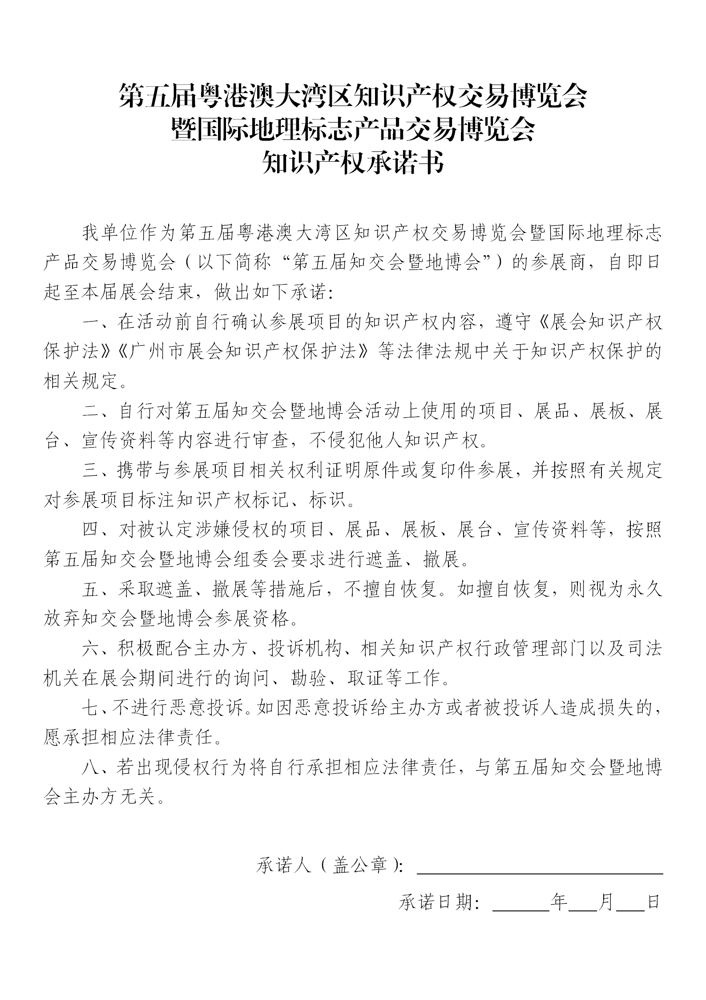 第五届粤港澳大湾区知识产权交易博览会
暨国际地理标志产品交易博览会
知识产权承诺书
我单位作为第五届粤港澳大湾区知识产权交易博览会暨国际地理标志
产品交易博览会（以下简称“第五届知交会暨地博会”）的参展商，自即日
起至本届展会结束，做出如下承诺：
一、在活动前自行确认参展项目的知识产权内容，遵守《展会知识产权
保护法》《广州市展会知识产权保护法》等法律法规中关于知识产权保护的
相关规定。
二、自行对第五届知交会暨地博会活动上使用的项目、展品、展板、展
台、宣传资料等内容进行审查，不侵犯他人知识产权。
三、携带与参展项目相关权利证明原件或复印件参展，并按照有关规定
对参展项目标注知识产权标记、标识。
四、对被认定涉嫌侵权的项目、展品、展板、展台、宣传资料等，按照
第五届知交会暨地博会组委会要求进行遮盖、撤展。
五、采取遮盖、撤展等措施后，不擅自恢复。如擅自恢复，则视为永久
放弃知交会暨地博会参展资格。
六、积极配合主办方、投诉机构、相关知识产权行政管理部门以及司法
机关在展会期间进行的询问、勘验、取证等工作。
七、不进行恶意投诉。如因恶意投诉给主办方或者被投诉人造成损失的，
愿承担相应法律责任。
八、若出现侵权行为将自行承担相应法律责任，与第五届知交会暨地博
会主办方无关。
承诺人（盖公章）：
承诺日期：______年___月___日